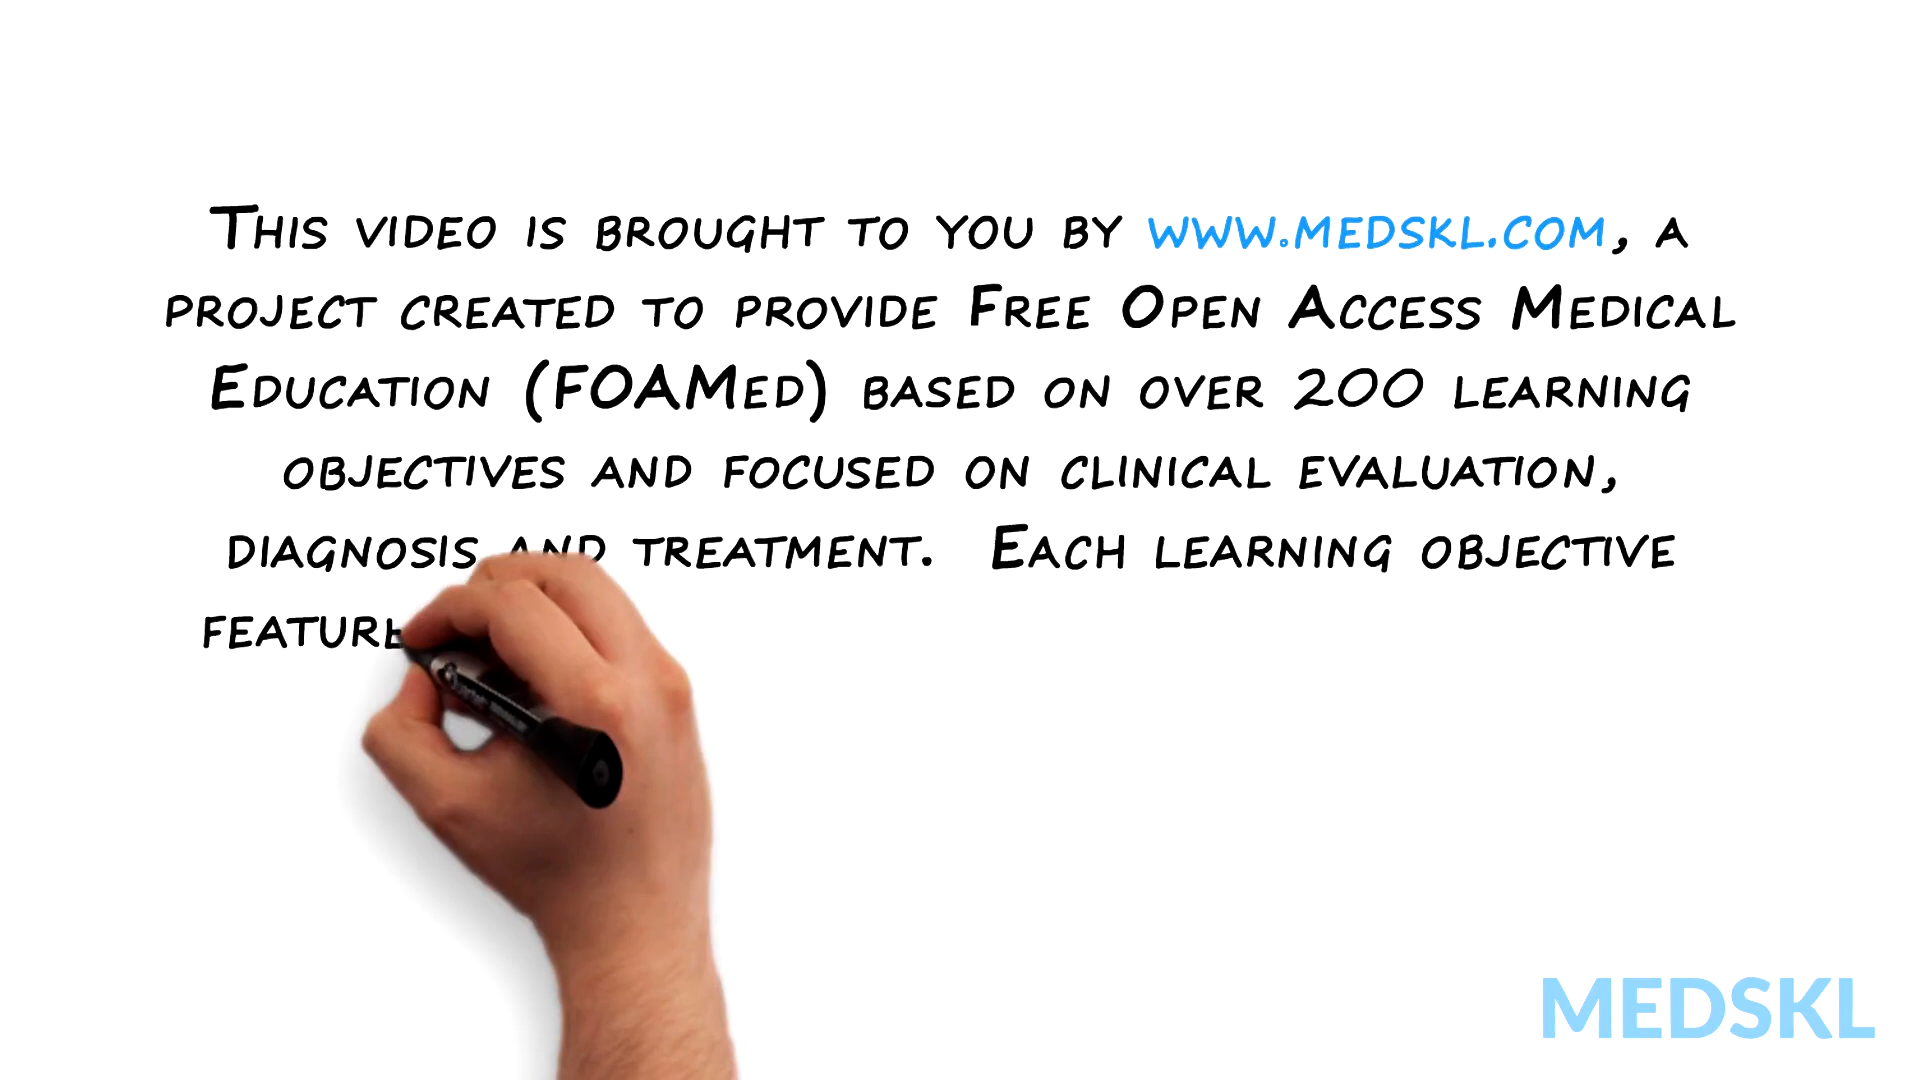 This video is brought to you by www.medskl.com, a
project created to provide Free Open Access Medical
Education (FOAMed) based on over 200 learning
objectives and focused on clinical evaluation,
diagnosis and treatment. Each learning objective
feature
MEDSKL